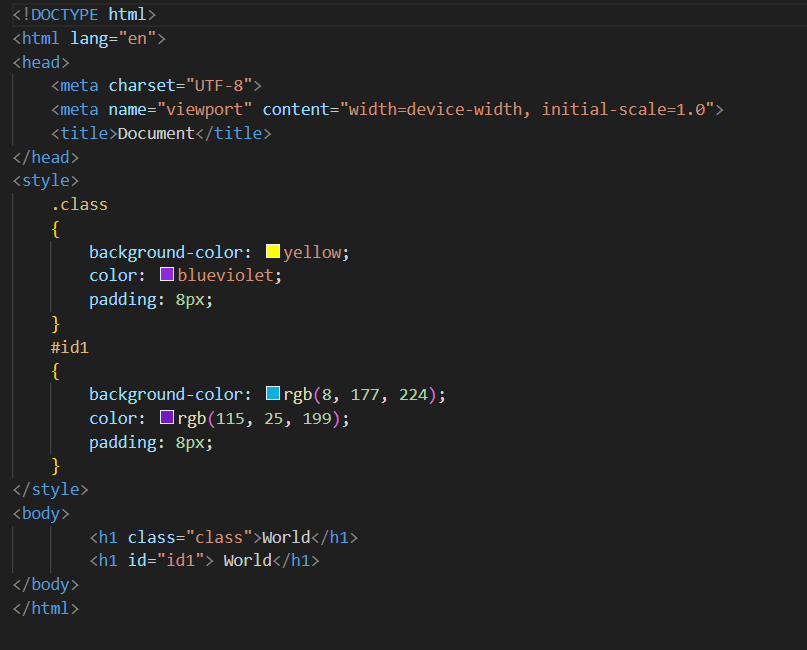 <!DOCTYPE html>
<html lang="en">
<head>
    <meta charset="UTF-8">
    <meta name="viewport" content="width=device-width, initial-scale=1.0">
    <title>Document</title>
</head>
<style>
    .class
    {
        background-color: yellow;
        color: blueviolet;
        padding: 8px;
    }
    #id1
    {
        background-color: rgb(8, 177, 224);
        color: rgb(115, 25, 199);
        padding: 8px;
    }
</style>
<body>
        <h1 class="class">World</h1>
        <h1 id="id1"> World</h1>
</body>
</html>